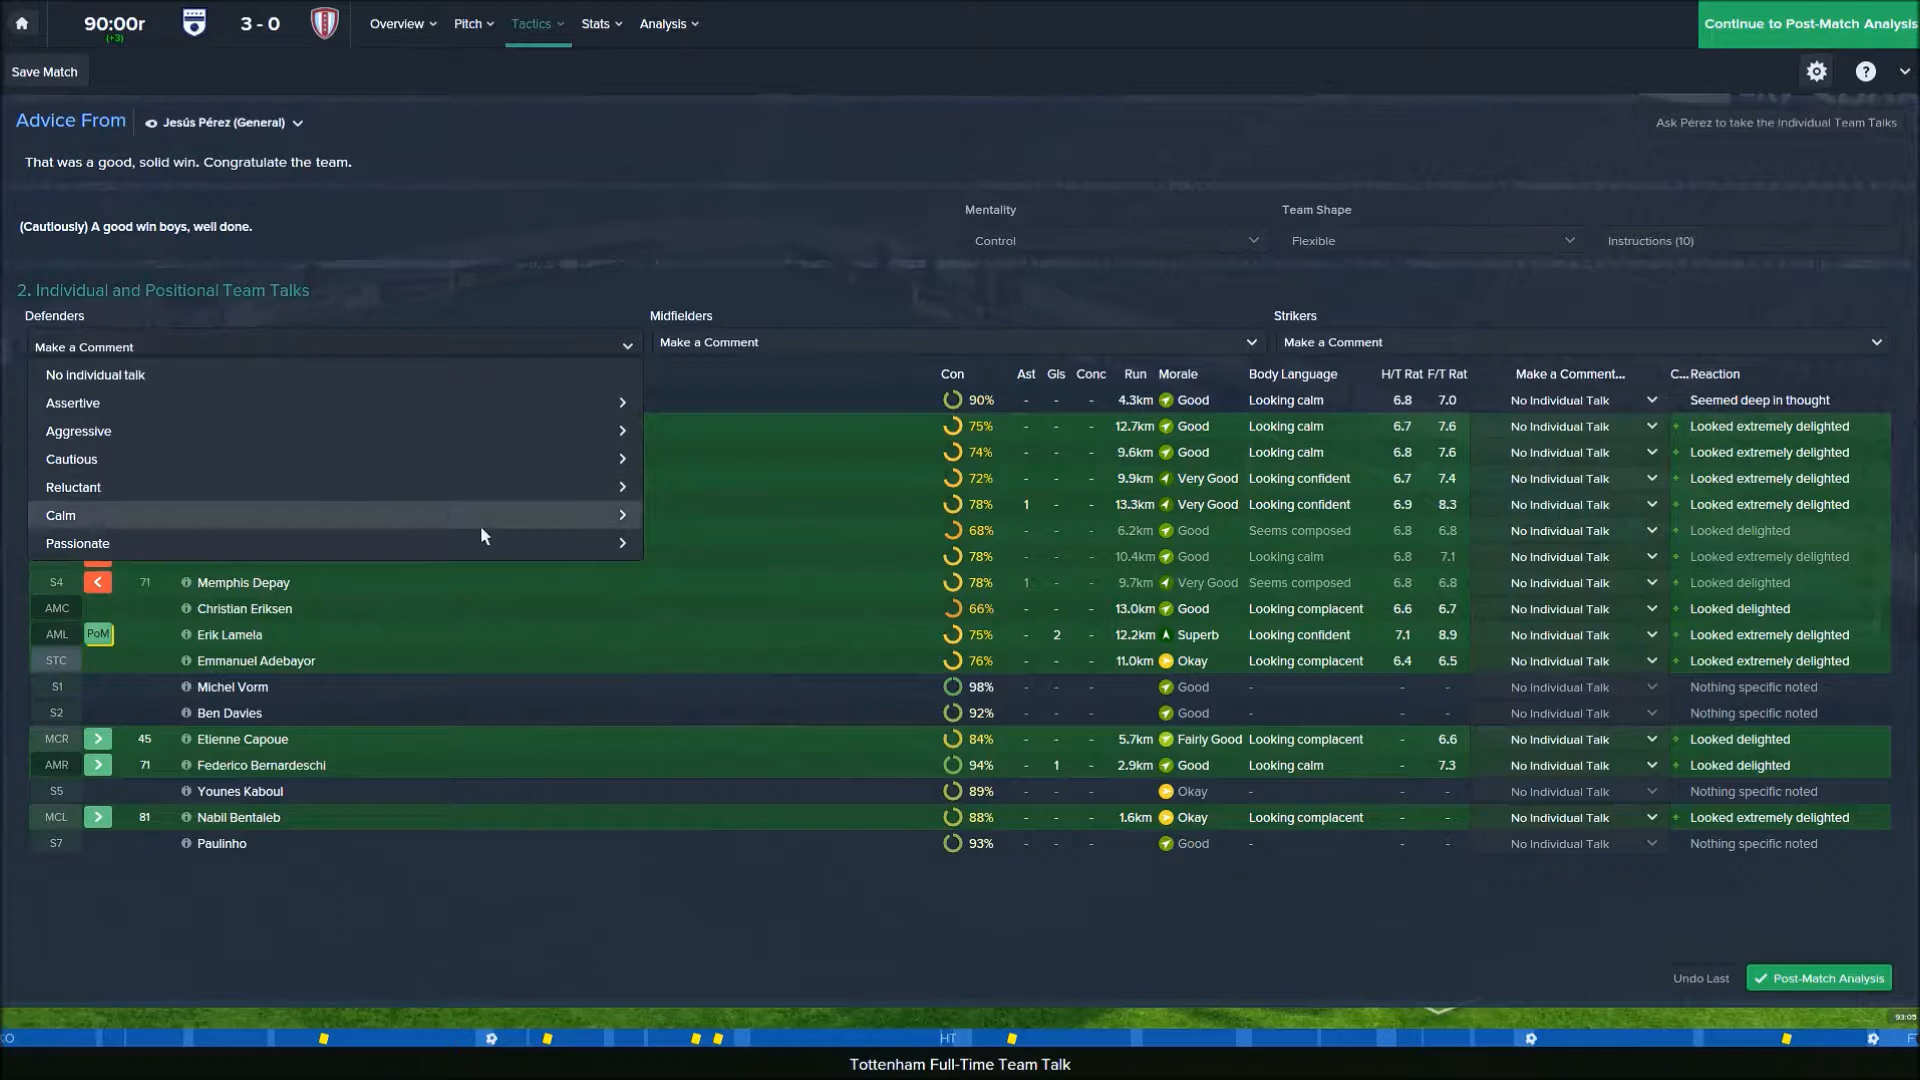 90:00r
(+3)
3 - 0
Overview Pitch Tactics Stats Analysis
Continue to Post-Match Analysis
Save Match
?
Advice From Jesús Pérez (General)
Ask Pérez to take the Individual Team Talks
That was a good, solid win. Congratulate the team.
Mentality Team Shape
(Cautiously) A good win boys, well done.
Control Flexible Instructions (10)
2. Individual and Positional Team Talks
Defenders Midfielders Strikers
Make a Comment Make a Comment Make a Comment
No individual talk
Assertive
Aggressive
Cautious
Reluctant
Calm
Passionate
Con Ast Gls Conc Run Morale Body Language H/T Rat F/T Rat Make a Comment... C... Reaction
90% - - - 4.3km Good Looking calm 6.8 7.0 No Individual Talk Seemed deep in thought
75% - - - 12.7km Good Looking calm 6.7 7.6 No Individual Talk Looked extremely delighted
74% - - - 9.6km Good Looking calm 6.8 7.6 No Individual Talk Looked extremely delighted
72% - - - 9.9km Very Good Looking confident 6.7 7.4 No Individual Talk Looked extremely delighted
78% 1 - - 13.3km Very Good Looking confident 6.9 8.3 No Individual Talk Looked extremely delighted
68% - - - 6.2km Good Seems composed 6.8 6.8 No Individual Talk Looked delighted
78% - - - 10.4km Good Looking calm 6.8 7.1 No Individual Talk Looked extremely delighted
S4 71 Memphis Depay 78% 1 - - 9.7km Very Good Seems composed 6.8 6.8 No Individual Talk Looked delighted
AMC Christian Eriksen 66% - - - 13.0km Good Looking complacent 6.6 6.7 No Individual Talk Looked delighted
AML PoM Erik Lamela 75% - 2 - 12.2km Superb Looking confident 7.1 8.9 No Individual Talk Looked extremely delighted
STC Emmanuel Adebayor 76% - - - 11.0km Okay Looking complacent 6.4 6.5 No Individual Talk Looked extremely delighted
S1 Michel Vorm 98% - - - Good - - - No Individual Talk Nothing specific noted
S2 Ben Davies 92% - - - Good - - - No Individual Talk Nothing specific noted
MCR 45 Etienne Capoue 84% - - - 5.7km Fairly Good Looking complacent - 6.6 No Individual Talk Looked delighted
AMR 71 Federico Bernardeschi 94% - 1 - 2.9km Good Looking calm - 7.3 No Individual Talk Looked delighted
S5 Younes Kaboul 89% - - - Okay - - - No Individual Talk Nothing specific noted
MCL 81 Nabil Bentaleb 88% - - - 1.6km Okay Looking complacent - - No Individual Talk Looked extremely delighted
S7 Paulinho 93% - - - Good - - - No Individual Talk Nothing specific noted
Undo Last Post-Match Analysis
93:05
HT
Tottenham Full-Time Team Talk